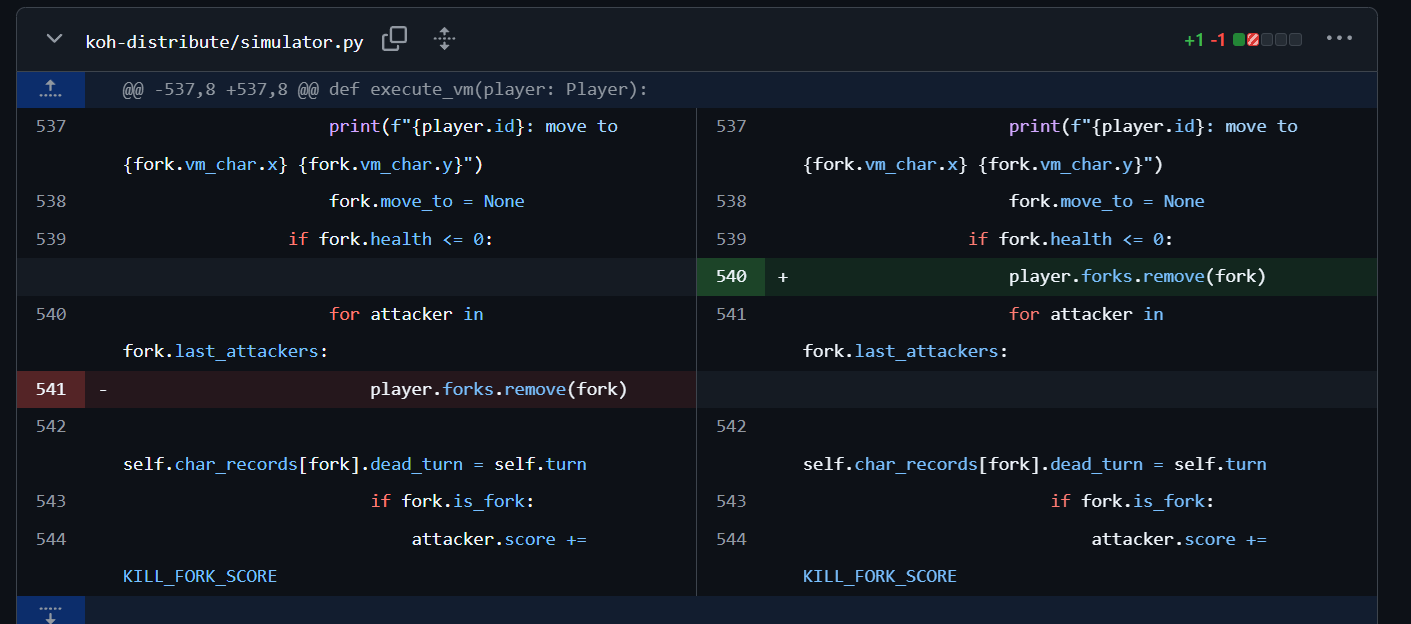 koh-distribute/simulator.py +1 -1
@@ -537,8 +537,8 @@ def execute_vm(player: Player):
537 print(f"{player.id}: move to
{fork.vm_char.x} {fork.vm_char.y}")
538 fork.move_to = None
539 if fork.health <= 0:
540 for attacker in
fork.last_attackers:
541 - player.forks.remove(fork)
542
self.char_records[fork].dead_turn = self.turn
543 if fork.is_fork:
544 attacker.score +=
KILL_FORK_SCORE
537 print(f"{player.id}: move to
{fork.vm_char.x} {fork.vm_char.y}")
538 fork.move_to = None
539 if fork.health <= 0:
540 + player.forks.remove(fork)
541 for attacker in
fork.last_attackers:
542
self.char_records[fork].dead_turn = self.turn
543 if fork.is_fork:
544 attacker.score +=
KILL_FORK_SCORE